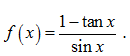 f(x) = (1 − tan x) / (sin x) .